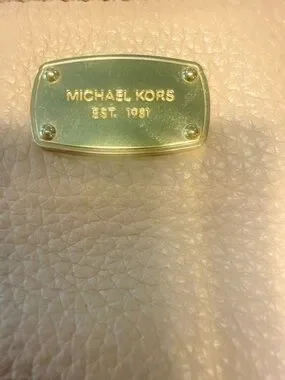 MICHAEL KORS
EST. 1981